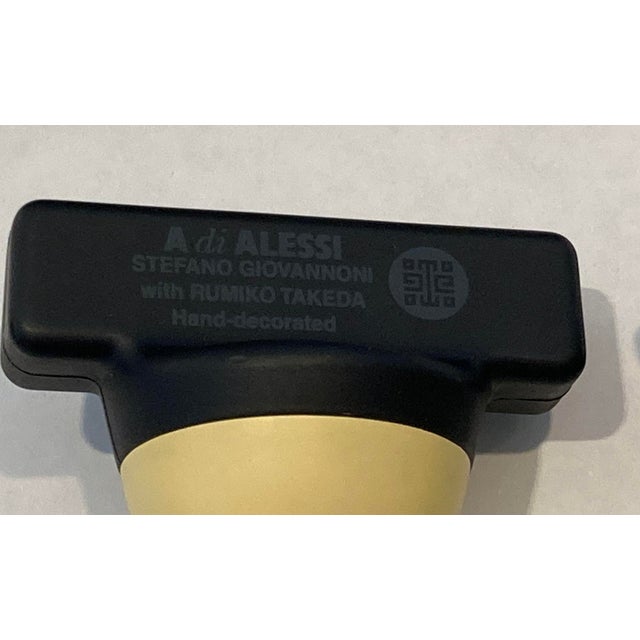 A di ALESSI
STEFANO GIOVANNONI
with RUMIKO TAKEDA
Hand-decorated